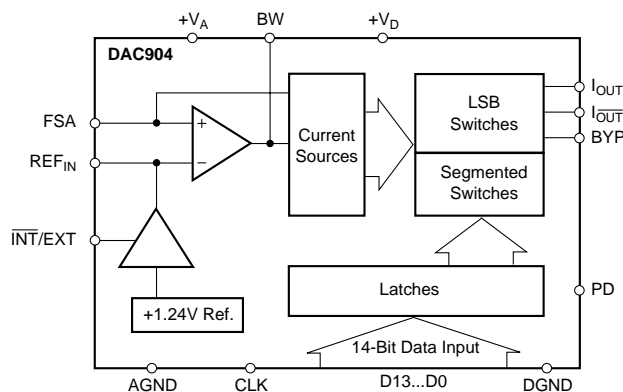 +VA BW +VD
DAC904
FSA
REFIN
INT/EXT
+
−
+1.24V Ref.
Current
Sources
LSB
Switches
Segmented
Switches
Latches
14-Bit Data Input
IOUT
IOUT
BYP
PD
AGND CLK D13...D0 DGND